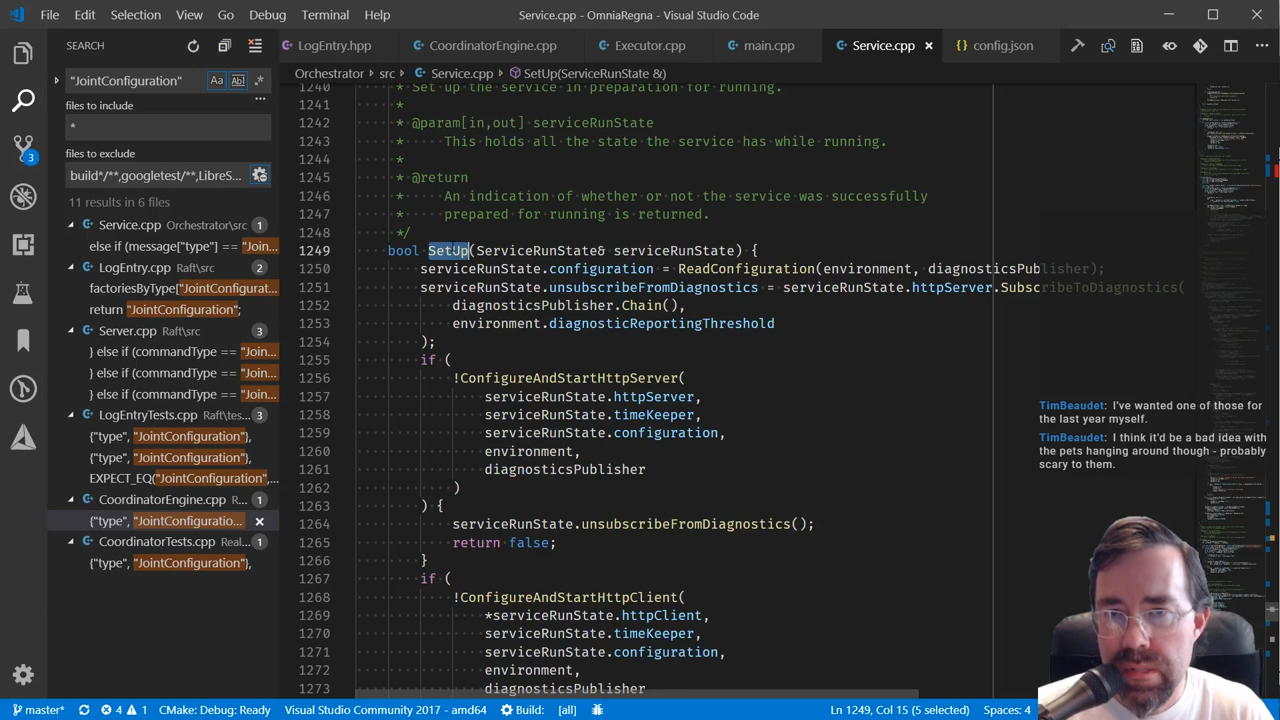 File Edit Selection View Go Debug Terminal Help
Service.cpp - OmniaRegna - Visual Studio Code
SEARCH
LogEntry.hpp CoordinatorEngine.cpp Executor.cpp main.cpp Service.cpp config.json
Orchestrator > src > Service.cpp > SetUp(ServiceRunState &)
"JointConfiguration"
files to include
*
files to exclude
build*/**,googletest/**,LibreS...
11 results in 6 files
Service.cpp Orchestrator\src 1
else if (message["type"] == "Join...
LogEntry.cpp Raft\src 2
factoriesByType["JointConfigurat...
return "JointConfiguration";
Server.cpp Raft\src 3
} else if (commandType == "Join...
} else if (commandType == "Join...
} else if (commandType == "Join...
LogEntryTests.cpp Raft\tes... 3
{"type", "JointConfiguration"},
{"type", "JointConfiguration"},
EXPECT_EQ("JointConfiguration",
CoordinatorEngine.cpp R... 1
{"type", "JointConfiguratio...
CoordinatorTests.cpp Real... 1
{"type", "JointConfiguration"},
1240 * Set up the service in preparation for running.
1241 *
1242 * @param[in,out] serviceRunState
1243 * This holds all the state the service has while running.
1244 *
1245 * @return
1246 * An indication of whether or not the service was successfully
1247 * prepared for running is returned.
1248 */
1249 bool SetUp(ServiceRunState& serviceRunState) {
1250 serviceRunState.configuration = ReadConfiguration(environment, diagnosticsPublisher);
1251 serviceRunState.unsubscribeFromDiagnostics = serviceRunState.httpServer.SubscribeToDiagnostics(
1252 diagnosticsPublisher.Chain(),
1253 environment.diagnosticReportingThreshold
1254 );
1255 if (
1256 !ConfigureAndStartHttpServer(
1257 serviceRunState.httpServer,
1258 serviceRunState.timeKeeper,
1259 serviceRunState.configuration,
1260 environment,
1261 diagnosticsPublisher
1262 )
1263 ) {
1264 serviceRunState.unsubscribeFromDiagnostics();
1265 return false;
1266 }
1267 if (
1268 !ConfigureAndStartHttpClient(
1269 *serviceRunState.httpClient,
1270 serviceRunState.timeKeeper,
1271 serviceRunState.configuration,
1272 environment,
1273 diagnosticsPublisher
TimBeaudet: I've wanted one of those for
the last year myself.
TimBeaudet: I think it'd be a bad idea with
the pets hanging around though - probably
scary to them.
3
master* 4 1 CMake: Debug: Ready Visual Studio Community 2017 - amd64 Build: [all] Ln 1249, Col 15 (5 selected) Spaces: 4